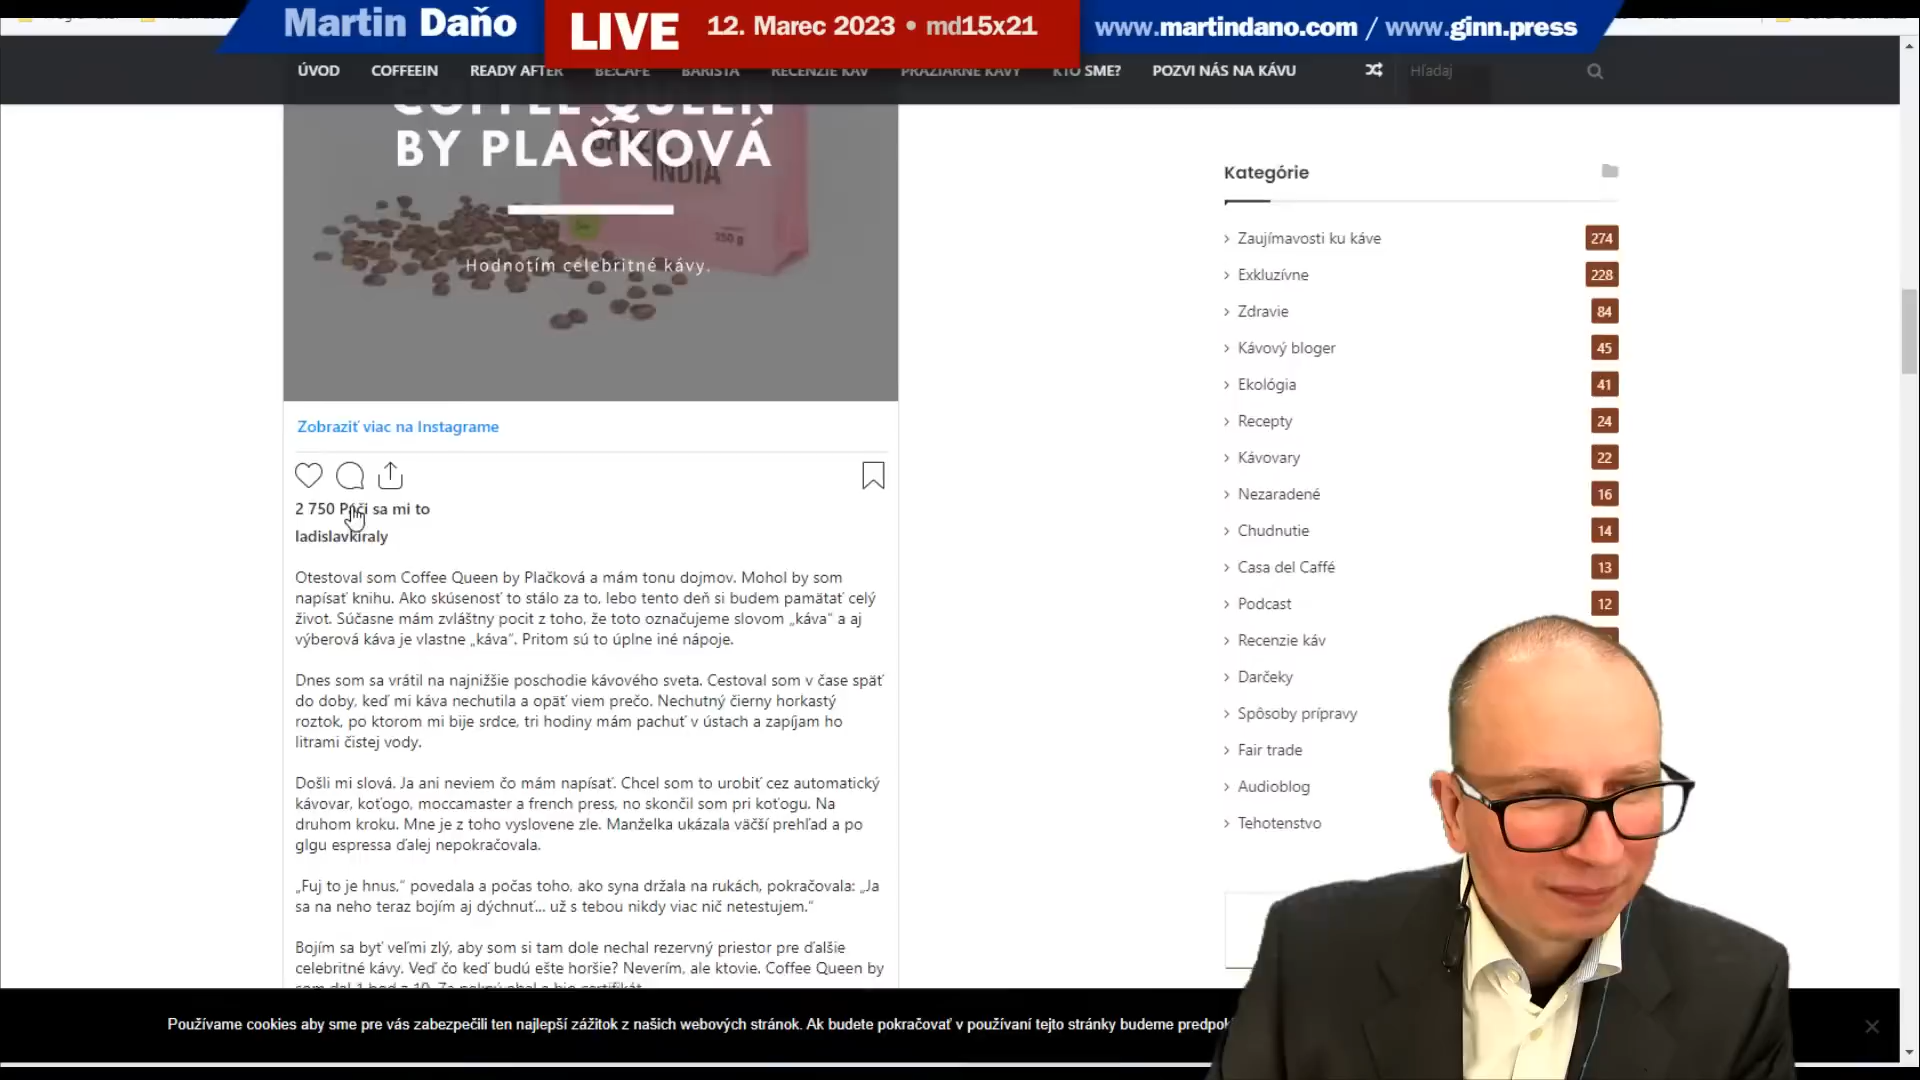 Martin Daňo
LIVE
12. Marec 2023 • md15x21
www.martindano.com / www.ginn.press
ÚVOD COFFEEIN READY AFTER BE:CAFE BARISTA RECENZIE KÁV PRAŽIARNE KÁVY KTO SME? POZVI NÁS NA KÁVU Hľadaj
COFFEE QUEEN
BY PLAČKOVÁ
INDIA
250 g
Hodnotím celebritné kávy.
Zobraziť viac na Instagrame
2 750 Páči sa mi to
ladislavkiraly
Otestoval som Coffee Queen by Plačková a mám tonu dojmov. Mohol by som
napísať knihu. Ako skúsenosť to stálo za to, lebo tento deň si budem pamätať celý
život. Súčasne mám zvláštny pocit z toho, že toto označujeme slovom „káva“ a aj
výberová káva je vlastne „káva“. Pritom sú to úplne iné nápoje.
Dnes som sa vrátil na najnižšie poschodie kávového sveta. Cestoval som v čase späť
do doby, keď mi káva nechutila a opäť viem prečo. Nechutný čierny horkastý
roztok, po ktorom mi bije srdce, tri hodiny mám pachuť v ústach a zapíjam ho
litrami čistej vody.
Došli mi slová. Ja ani neviem čo mám napísať. Chcel som to urobiť cez automatický
kávovar, koťogo, moccamaster a french press, no skončil som pri koťogu. Na
druhom kroku. Mne je z toho vyslovene zle. Manželka ukázala väčší prehľad a po
glgu espressa ďalej nepokračovala.
„Fuj to je hnus,“ povedala a počas toho, ako syna držala na rukách, pokračovala: „Ja
sa na neho teraz bojím aj dýchnuť... už s tebou nikdy viac nič netestujem.“
Bojím sa byť veľmi zlý, aby som si tam dole nechal rezervný priestor pre ďalšie
celebritné kávy. Veď čo keď budú ešte horšie? Neverím, ale ktovie. Coffee Queen by
som dal 1 bod z 10. Za pekný obal a bio certifikát.
Kategórie
Zaujímavosti ku káve 274
Exkluzívne 228
Zdravie 84
Kávový bloger 45
Ekológia 41
Recepty 24
Kávovary 22
Nezaradené 16
Chudnutie 14
Casa del Caffé 13
Podcast 12
Recenzie káv
Darčeky
Spôsoby prípravy
Fair trade
Audioblog
Tehotenstvo
Používame cookies aby sme pre vás zabezpečili ten najlepší zážitok z našich webových stránok. Ak budete pokračovať v používaní tejto stránky budeme